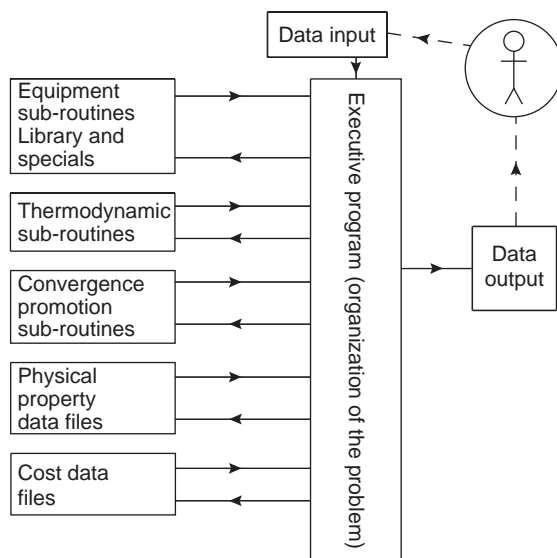 Data input
Equipment
sub-routines
Library and
specials
Thermodynamic
sub-routines
Convergence
promotion
sub-routines
Physical
property
data files
Cost data
files
Executive program (organization of the problem)
Data
output